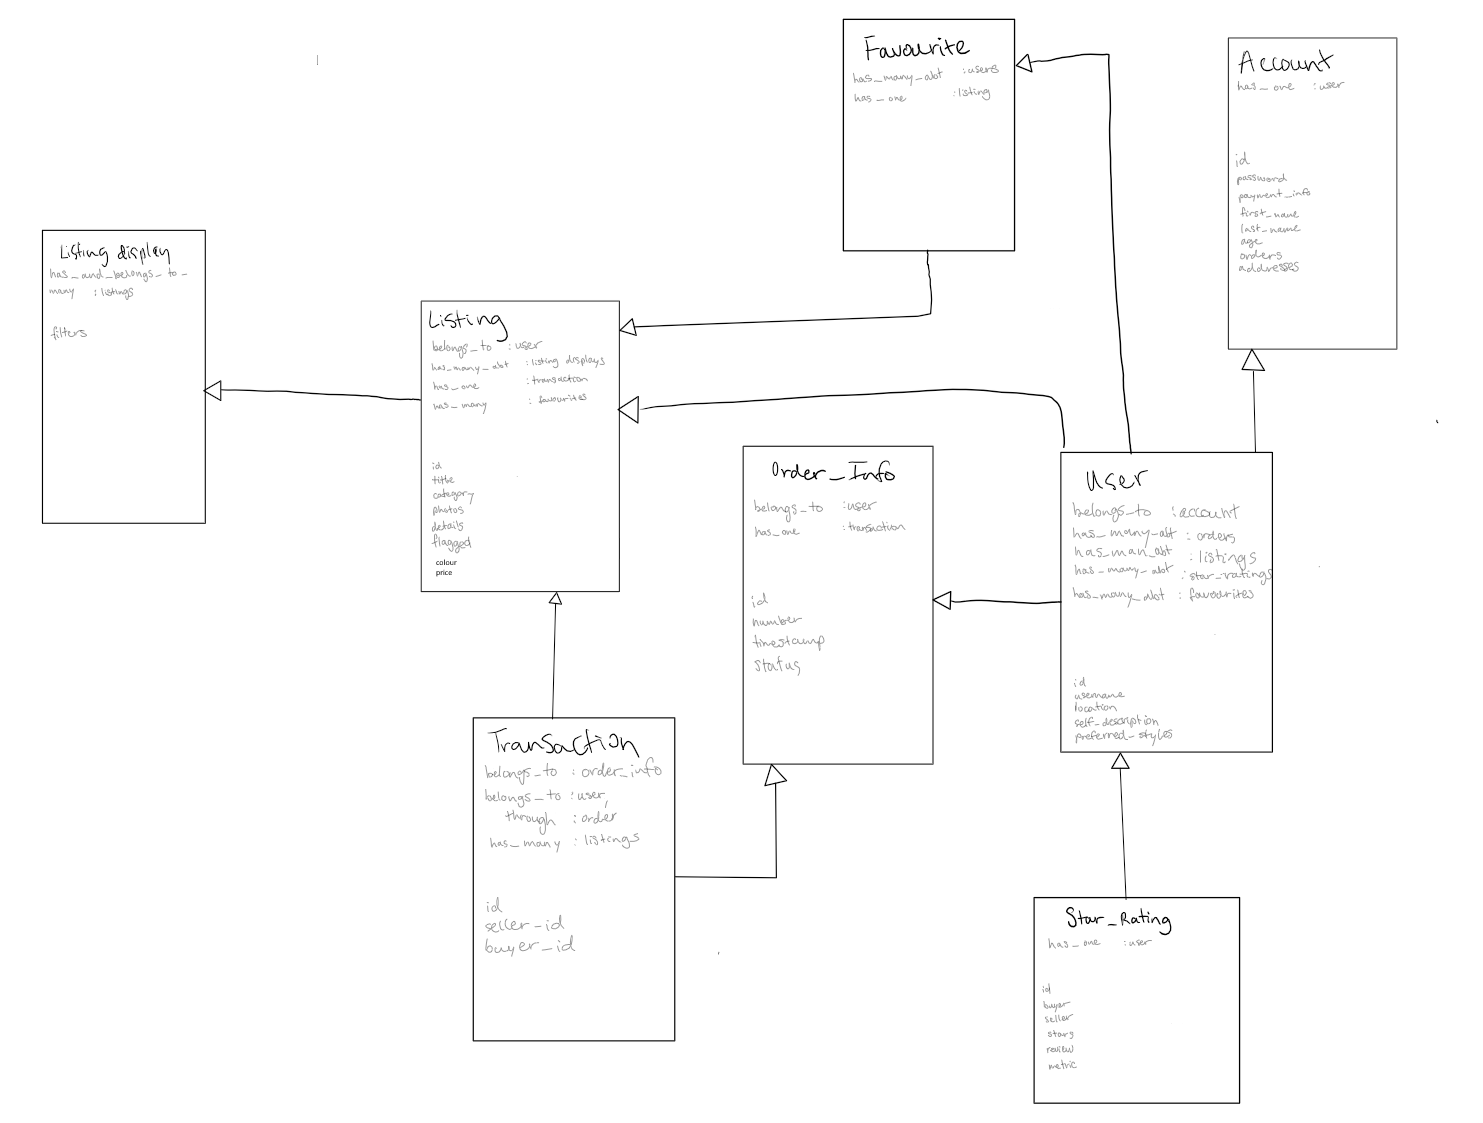 Favourite
has_many_abt :users
has_one :listing
Account
has_one :user
id
password
payment_info
first_name
last_name
age
orders
addresses
Listing display
has_and_belongs_to_
many :listings
filters
Listing
belongs_to :user
has_many_abt :listing displays
has_one :transaction
has_many :favourites
id
title
category
photos
details
flagged
colour
price
Order_Info
belongs_to :user
has_one :transaction
id
number
timestamp
status
User
belongs_to :account
has_many_abt :orders
has_man_abt :listings
has_many_abt :star_ratings
has_many_abt :favourites
id
username
location
self_description
preferred_styles
Transaction
belongs_to :order_info
belongs_to :user,
through :order
has_many :listings
id
seller_id
buyer_id
Star_Rating
has_one :user
id
buyer
seller
stars
review
metric